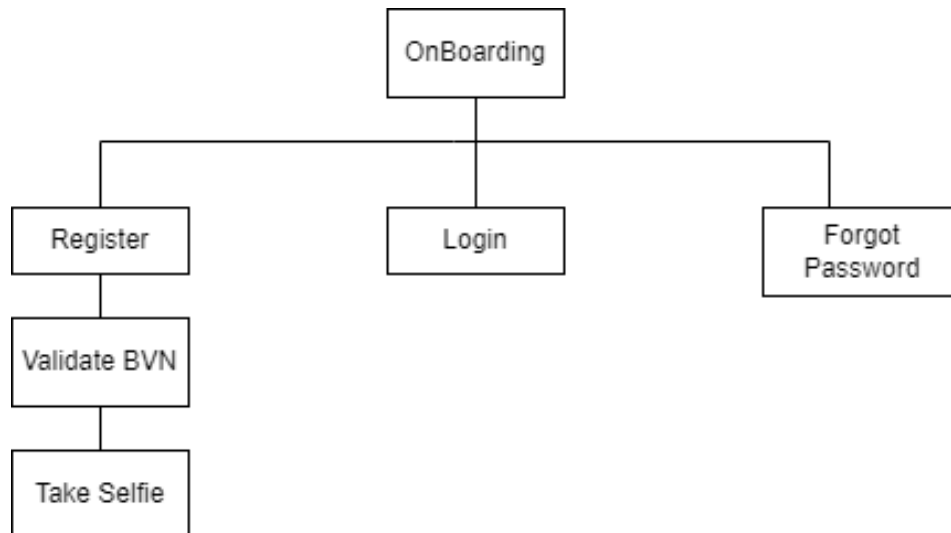 OnBoarding
Register
Login
Forgot
Password
Validate BVN
Take Selfie